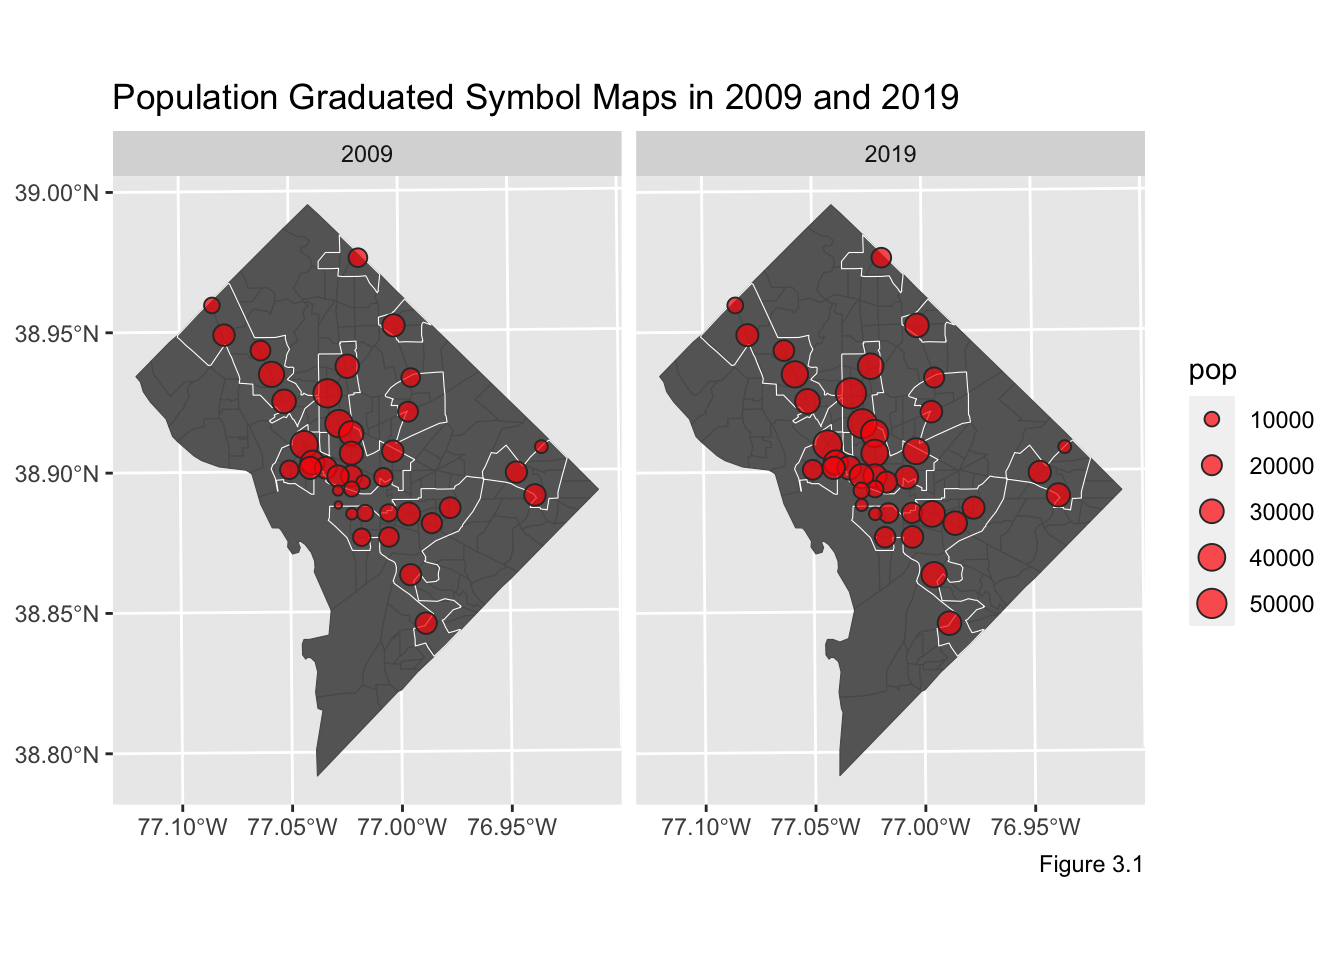 Population Graduated Symbol Maps in 2009 and 2019
2009
2019
39.00°N
38.95°N
38.90°N
38.85°N
38.80°N
77.10°W 77.05°W 77.00°W 76.95°W
77.10°W 77.05°W 77.00°W 76.95°W
pop
10000
20000
30000
40000
50000
Figure 3.1